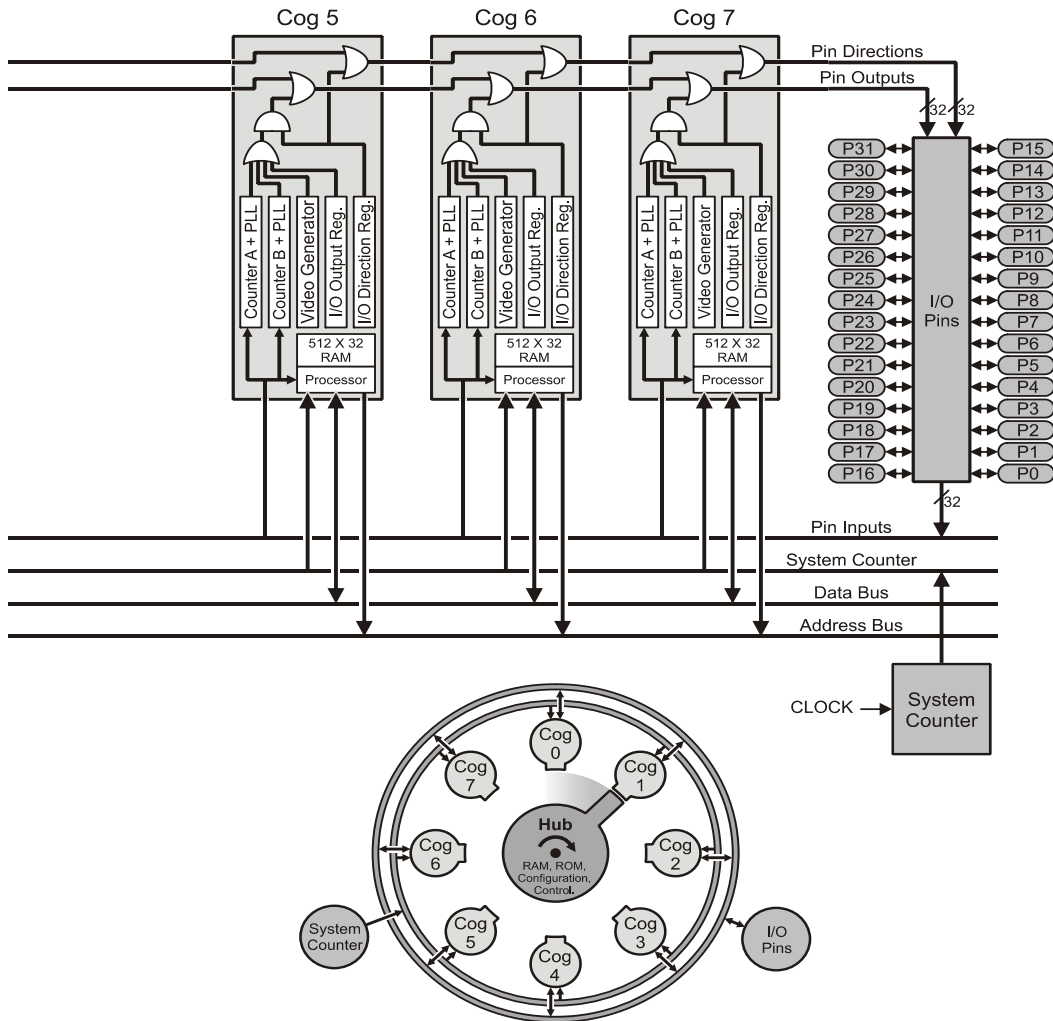 Cog 5
Cog 6
Cog 7
Pin Directions
Pin Outputs
32
32
Counter A + PLL
Counter B + PLL
Video Generator
I/O Output Reg.
I/O Direction Reg.
512 X 32
RAM
Processor
Counter A + PLL
Counter B + PLL
Video Generator
I/O Output Reg.
I/O Direction Reg.
512 X 32
RAM
Processor
Counter A + PLL
Counter B + PLL
Video Generator
I/O Output Reg.
I/O Direction Reg.
512 X 32
RAM
Processor
P31
P30
P29
P28
P27
P26
P25
P24
P23
P22
P21
P20
P19
P18
P17
P16
I/O
Pins
P15
P14
P13
P12
P11
P10
P9
P8
P7
P6
P5
P4
P3
P2
P1
P0
32
Pin Inputs
System Counter
Data Bus
Address Bus
CLOCK
System
Counter
Cog
0
Cog
1
Cog
2
Cog
3
Cog
4
Cog
5
Cog
6
Cog
7
Hub
RAM, ROM,
Configuration,
Control.
System
Counter
I/O
Pins